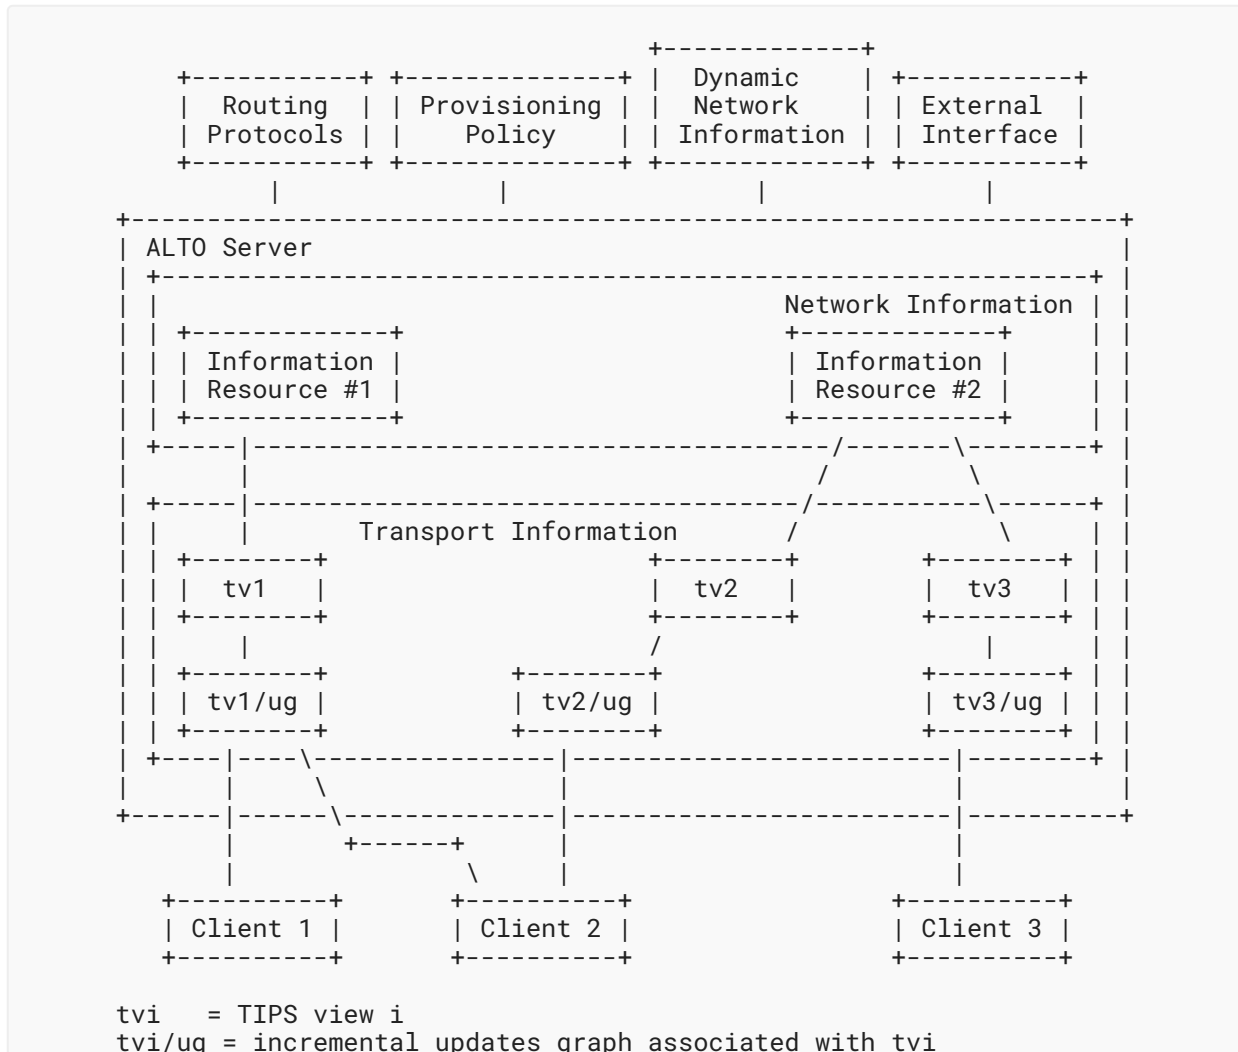 Dynamic
Routing Provisioning Network External
Protocols Policy Information Interface
ALTO Server
Network Information
Information Information
Resource #1 Resource #2
Transport Information
tv1 tv2 tv3
tv1/ug tv2/ug tv3/ug
Client 1 Client 2 Client 3
tvi = TIPS view i
tvi/ug = incremental updates graph associated with tvi